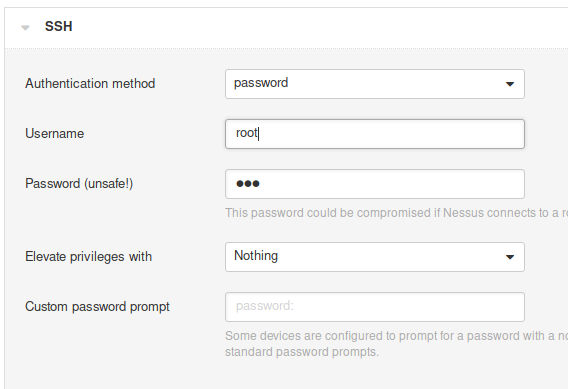 SSH
Authentication method
password
Username
root
Password (unsafe!)
●●●
This password could be compromised if Nessus connects to a
Elevate privileges with
Nothing
Custom password prompt
password:
Some devices are configured to prompt for a password with a
standard password prompts.